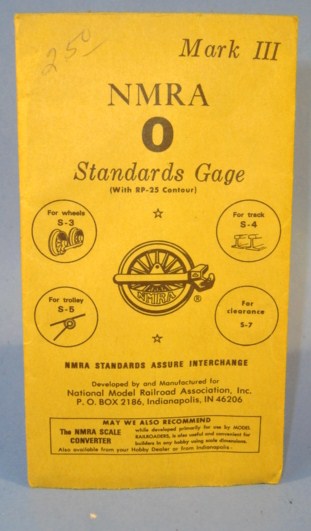 250
Mark III
NMRA
O
Standards Gage
(With RP-25 Contour)
For wheels
S-3
For track
S-4
For trolley
S-5
NMRA
®
For
clearance
S-7
NMRA STANDARDS ASSURE INTERCHANGE
Developed by and Manufactured for
National Model Railroad Association, Inc.
P. O. BOX 2186, Indianapolis, IN 46206
MAY WE ALSO RECOMMEND
The NMRA SCALE
CONVERTER
while developed primarily for use by MODEL
RAILROADERS, is also useful and convenient for
builders in any hobby using scale dimensions.
Also available from your Hobby Dealer or from Indianapolis.